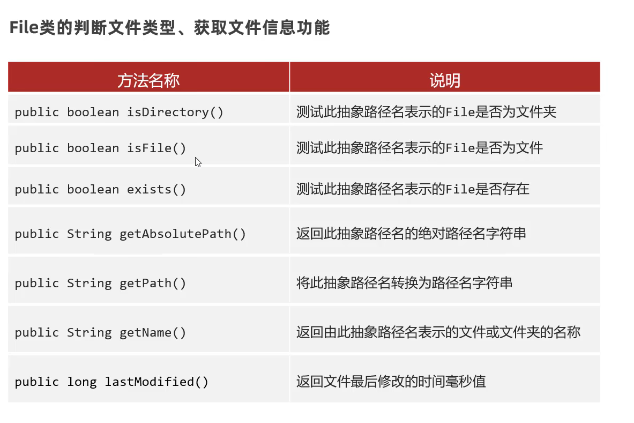 File类的判断文件类型、获取文件信息功能
方法名称 说明
public boolean isDirectory() 测试此抽象路径名表示的File是否为文件夹
public boolean isFile() 测试此抽象路径名表示的File是否为文件
public boolean exists() 测试此抽象路径名表示的File是否存在
public String getAbsolutePath() 返回此抽象路径名的绝对路径名字符串
public String getPath() 将此抽象路径名转换为路径名字符串
public String getName() 返回由此抽象路径名表示的文件或文件夹的名称
public long lastModified() 返回文件最后修改的时间毫秒值